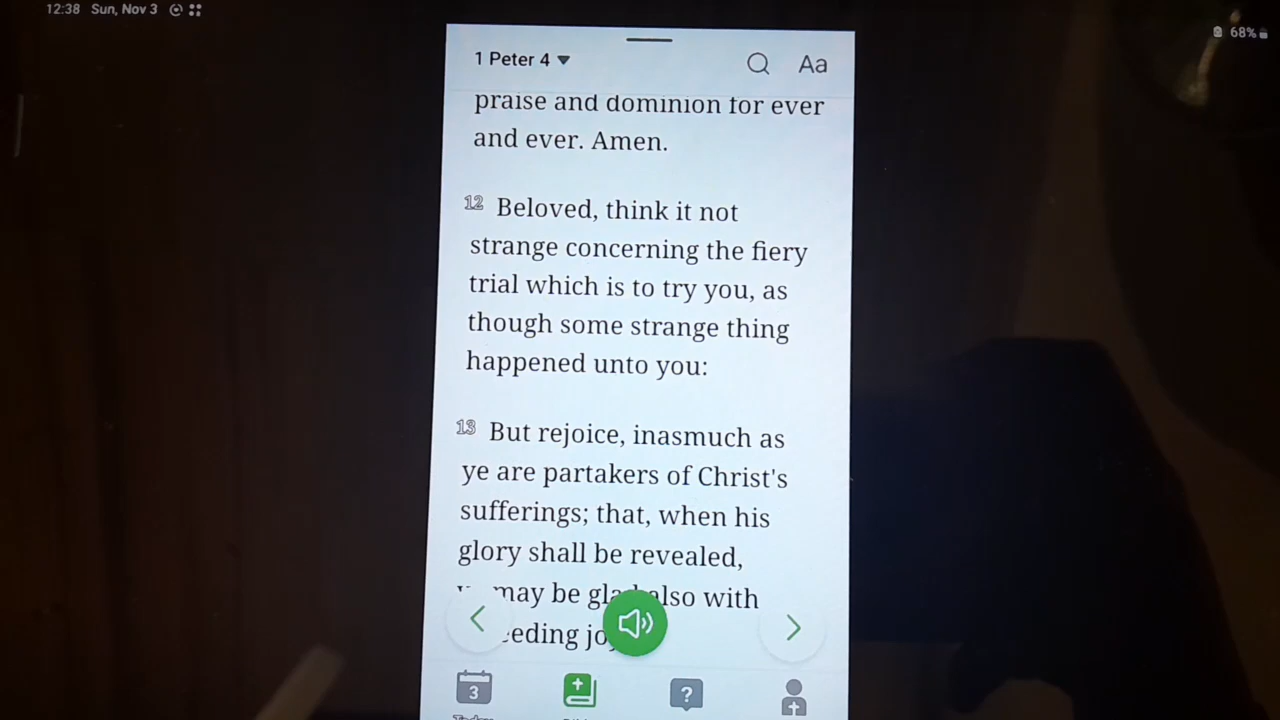 12:38 Sun, Nov 3
68%
1 Peter 4
Aa
praise and dominion for ever
and ever. Amen.
12 Beloved, think it not
strange concerning the fiery
trial which is to try you, as
though some strange thing
happened unto you:
13 But rejoice, inasmuch as
ye are partakers of Christ's
sufferings; that, when his
glory shall be revealed,
may be also with
3
?